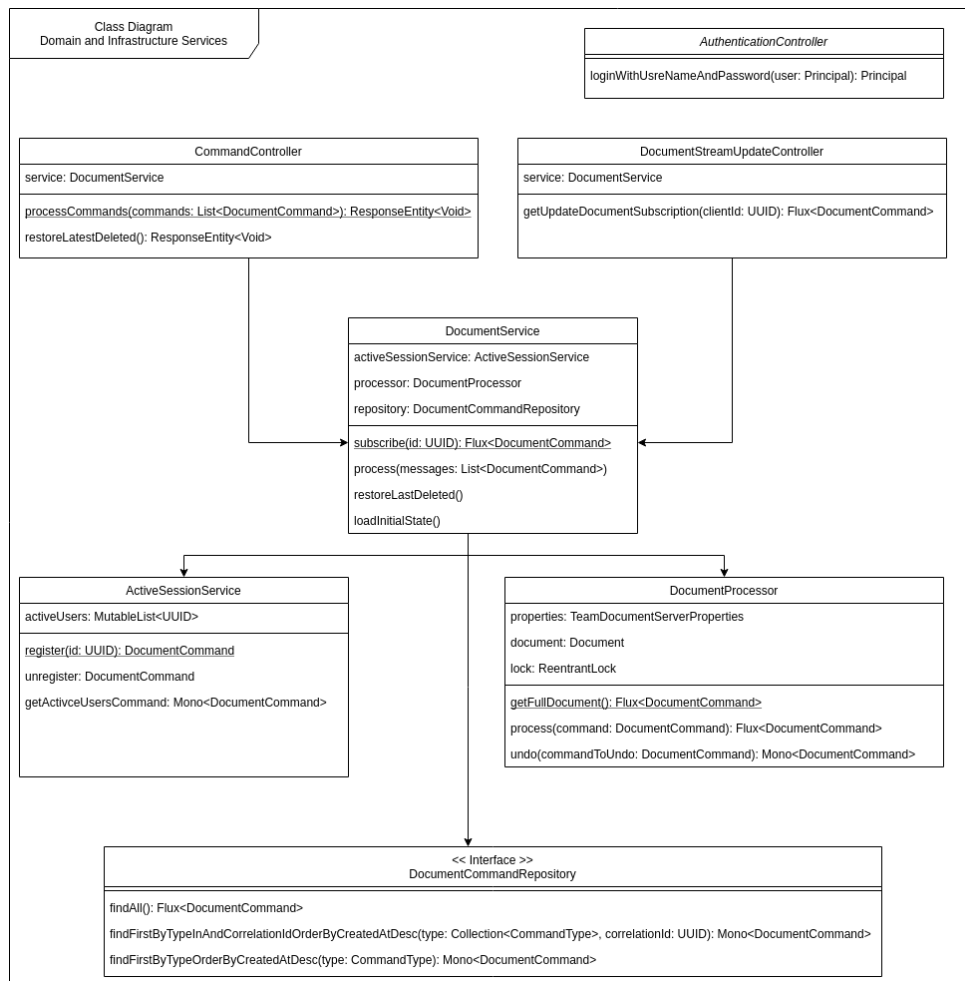 Class Diagram
Domain and Infrastructure Services
AuthenticationController
loginWithUsreNameAndPassword(user: Principal): Principal
CommandController
service: DocumentService
processCommands(commands: List<DocumentCommand>): ResponseEntity<Void>
restoreLatestDeleted(): ResponseEntity<Void>
DocumentStreamUpdateController
service: DocumentService
getUpdateDocumentSubscription(clientId: UUID): Flux<DocumentCommand>
DocumentService
activeSessionService: ActiveSessionService
processor: DocumentProcessor
repository: DocumentCommandRepository
subscribe(id: UUID): Flux<DocumentCommand>
process(messages: List<DocumentCommand>)
restoreLastDeleted()
loadInitialState()
ActiveSessionService
activeUsers: MutableList<UUID>
register(id: UUID): DocumentCommand
unregister: DocumentCommand
getActivceUsersCommand: Mono<DocumentCommand>
DocumentProcessor
properties: TeamDocumentServerProperties
document: Document
lock: ReentrantLock
getFullDocument(): Flux<DocumentCommand>
process(command: DocumentCommand): Flux<DocumentCommand>
undo(commandToUndo: DocumentCommand): Mono<DocumentCommand>
<< Interface >>
DocumentCommandRepository
findAll(): Flux<DocumentCommand>
findFirstByTypeInAndCorrelationIdOrderByCreatedAtDesc(type: Collection<CommandType>, correlationId: UUID): Mono<DocumentCommand>
findFirstByTypeOrderByCreatedAtDesc(type: CommandType): Mono<DocumentCommand>